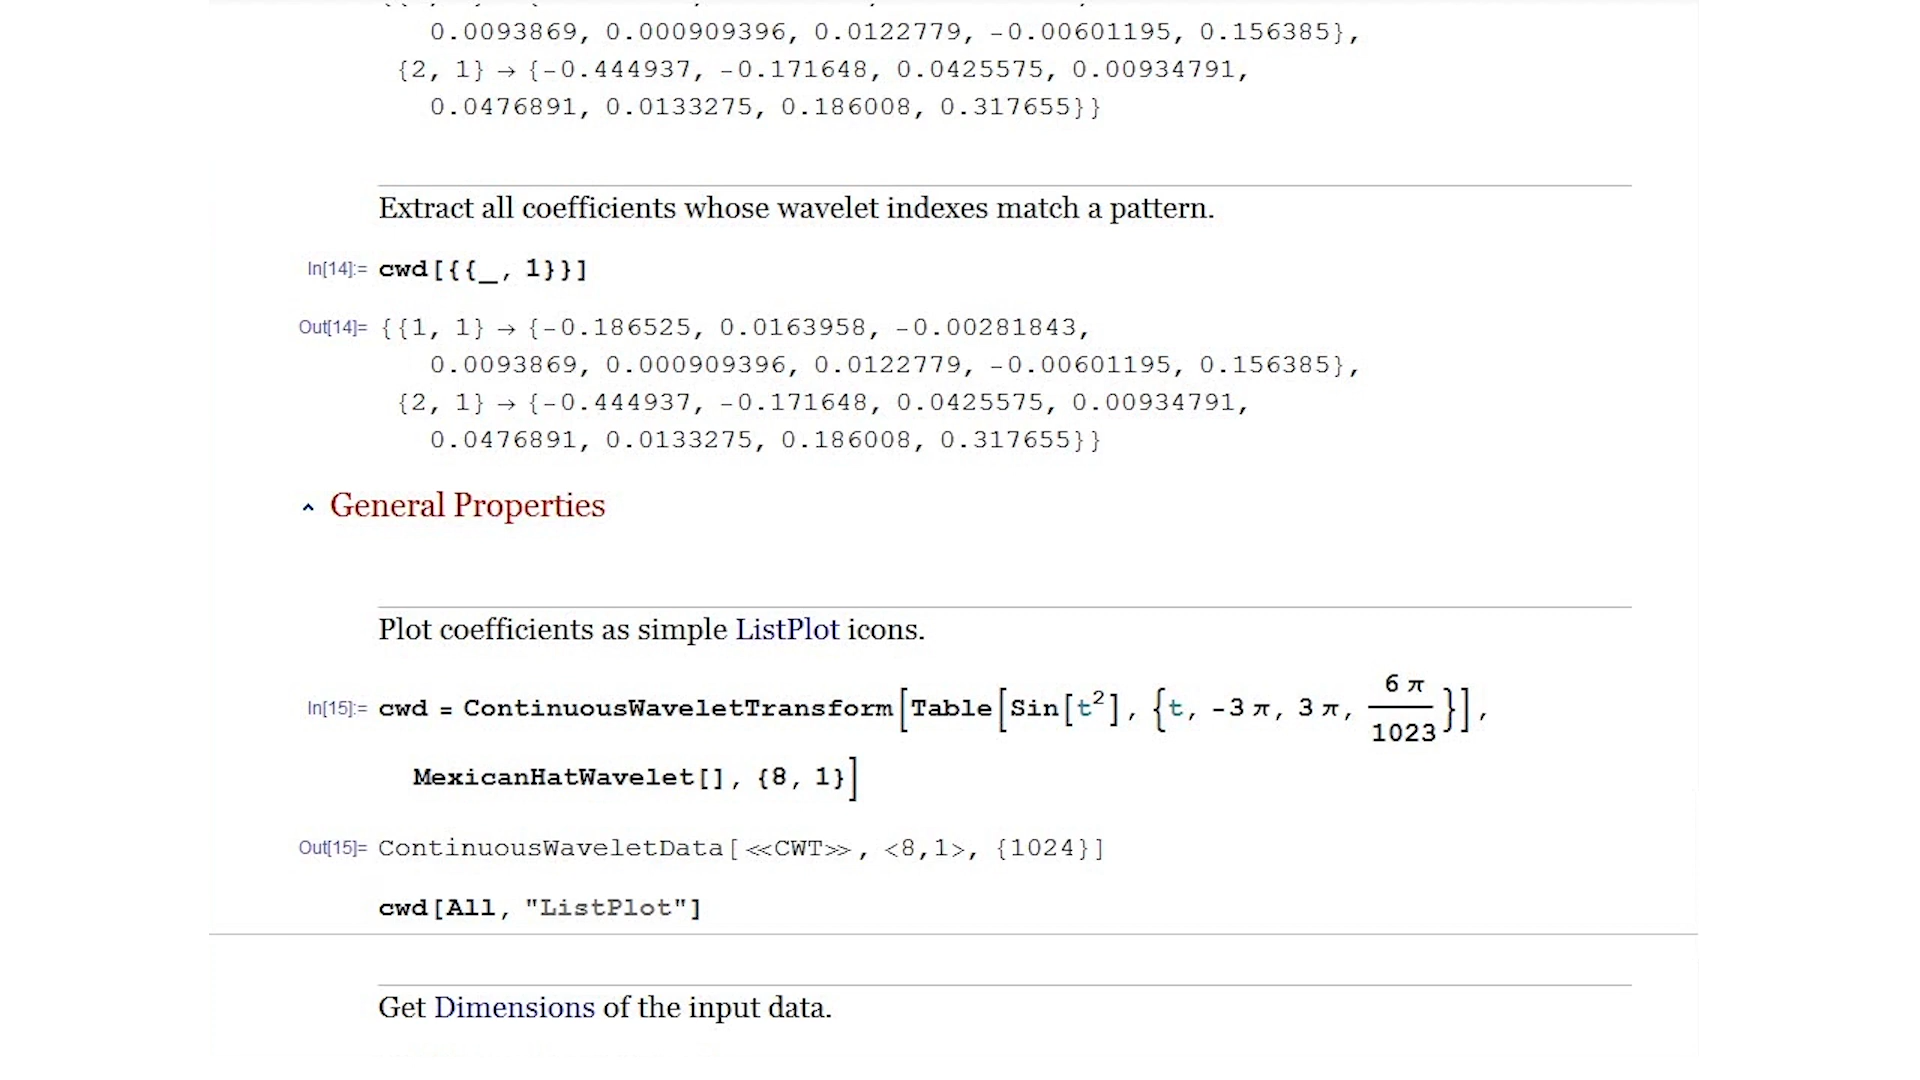 0.0093869, 0.000909396, 0.0122779, -0.00601195, 0.156385},
{2, 1} → {-0.444937, -0.171648, 0.0425575, 0.00934791,
0.0476891, 0.0133275, 0.186008, 0.317655}}
Extract all coefficients whose wavelet indexes match a pattern.
In[14]:= cwd[{{_, 1}}]
Out[14]= {{1, 1} → {-0.186525, 0.0163958, -0.00281843,
0.0093869, 0.000909396, 0.0122779, -0.00601195, 0.156385},
{2, 1} → {-0.444937, -0.171648, 0.0425575, 0.00934791,
0.0476891, 0.0133275, 0.186008, 0.317655}}
General Properties
Plot coefficients as simple ListPlot icons.
In[15]:= cwd = ContinuousWaveletTransform[Table[Sin[t²], {t, -3 π, 3 π, 6 π/1023}],
MexicanHatWavelet[], {8, 1}]
Out[15]= ContinuousWaveletData[≪CWT≫, <8,1>, {1024}]
cwd[All, "ListPlot"]
Get Dimensions of the input data.